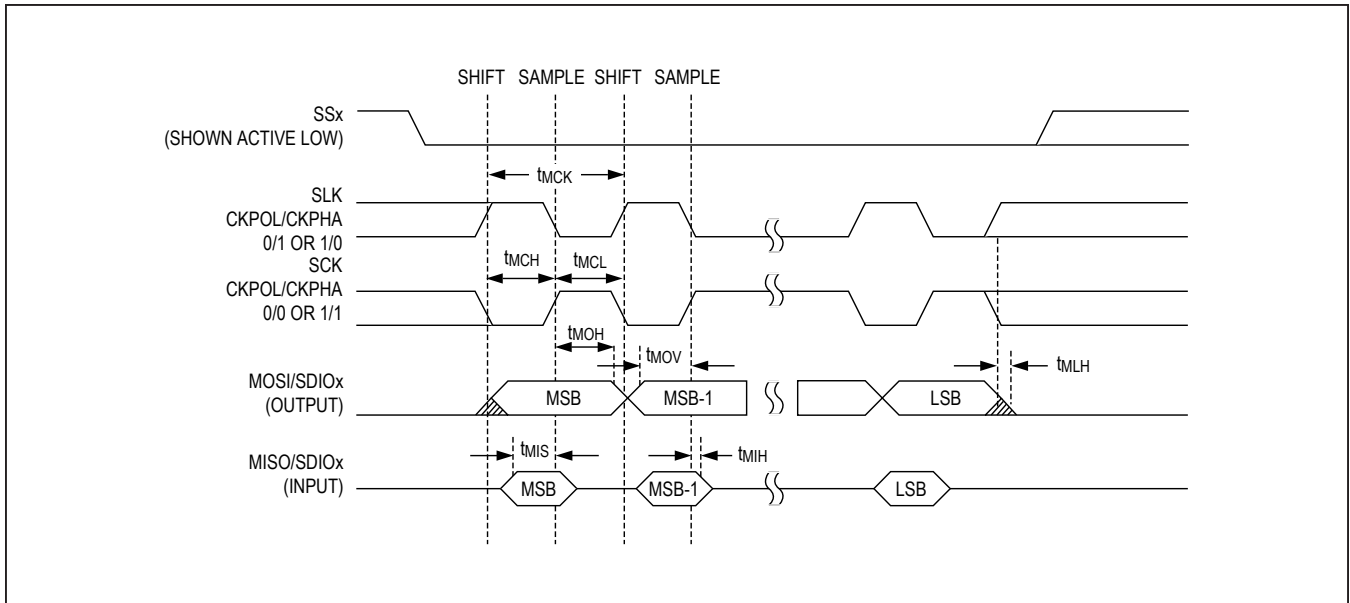 SHIFT SAMPLE SHIFT SAMPLE
SSx
(SHOWN ACTIVE LOW)
tMCK
SLK
CKPOL/CKPHA
0/1 OR 1/0
SCK
CKPOL/CKPHA
0/0 OR 1/1
tMCH tMCL
tMOH
tMOV
tMLH
MOSI/SDIOx
(OUTPUT)
MSB MSB-1 LSB
tMIS
tMIH
MISO/SDIOx
(INPUT)
MSB MSB-1 LSB